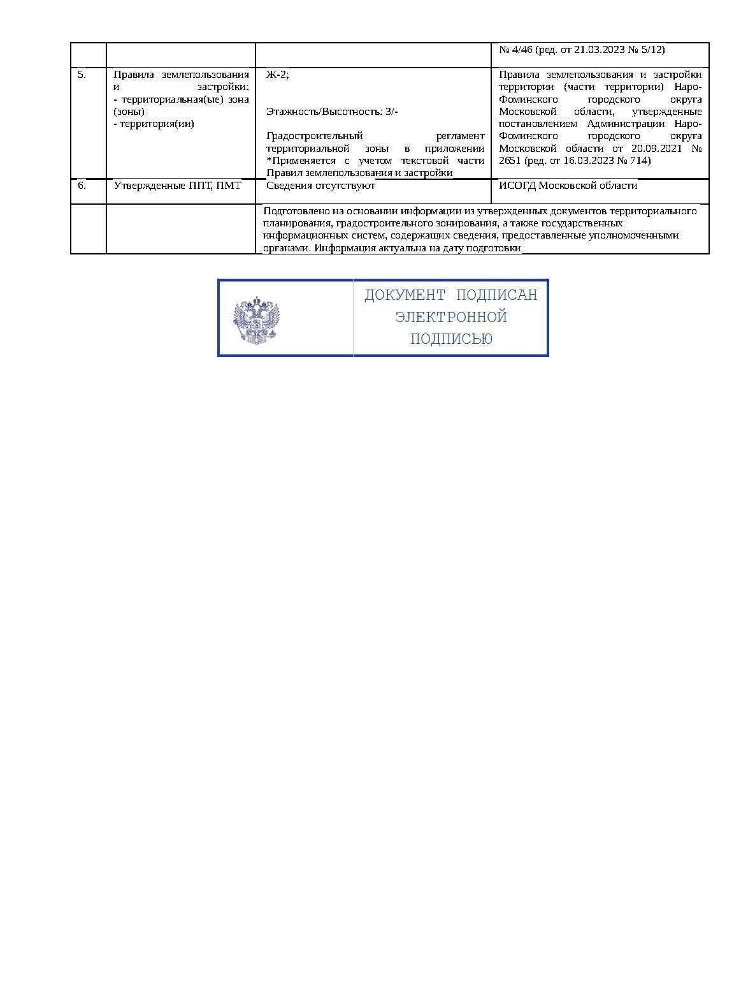 № 4/46 (ред. от 21.03.2023 № 5/12)
5.
Правила землепользования
и застройки:
- территориальная(ые) зона
(зоны)
- территория(ии)
Ж-2;
Этажность/Высотность: 3/-
Градостроительный регламент
территориальной зоны в приложении
*Применяется с учетом текстовой части
Правил землепользования и застройки
Правила землепользования и застройки
территории (части территории) Наро-
Фоминского городского округа
Московской области, утвержденные
постановлением Администрации Наро-
Фоминского городского округа
Московской области от 20.09.2021 №
2651 (ред. от 16.03.2023 № 714)
6.
Утвержденные ППТ, ПМТ
Сведения отсутствуют
ИСОГД Московской области
Подготовлено на основании информации из утвержденных документов территориального
планирования, градостроительного зонирования, а также государственных
информационных систем, содержащих сведения, предоставленные уполномоченными
органами. Информация актуальна на дату подготовки
ДОКУМЕНТ ПОДПИСАН
ЭЛЕКТРОННОЙ
ПОДПИСЬЮ